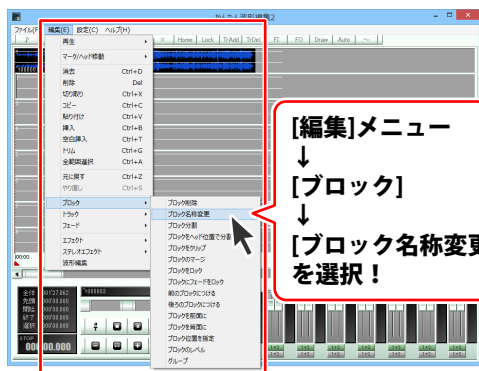 かんたん波形編集2
ファイル(F) 編集(E) 設定(C) ヘルプ(H)
Home Lock TrAdd TrDel FI FO Draw Auto
再生
マーク/ヘッド移動
消去 Ctrl+D
削除 Del
切り取り Ctrl+X
コピー Ctrl+C
貼り付け Ctrl+V
挿入 Ctrl+B
空白挿入 Ctrl+T
トリム Ctrl+G
全範囲選択 Ctrl+A
元に戻す Ctrl+Z
やり直し Ctrl+S
ブロック
トラック
フェード
エフェクト
ステレオエフェクト
波形編集
ブロック削除
ブロック名称変更
ブロック分割
ブロックをヘッド位置で分割
ブロックをクリップ
ブロックのマージ
ブロックをロック
ブロックにフェードをロック
前のブロックにつける
後ろのブロックにつける
ブロックを前面に
ブロックを背面に
ブロック位置を指定
ブロックのレベル
グループ
[編集]メニュー
↓
[ブロック]
↓
[ブロック名称変更
を選択！
全体
先頭
開始
終了
選択
STOP